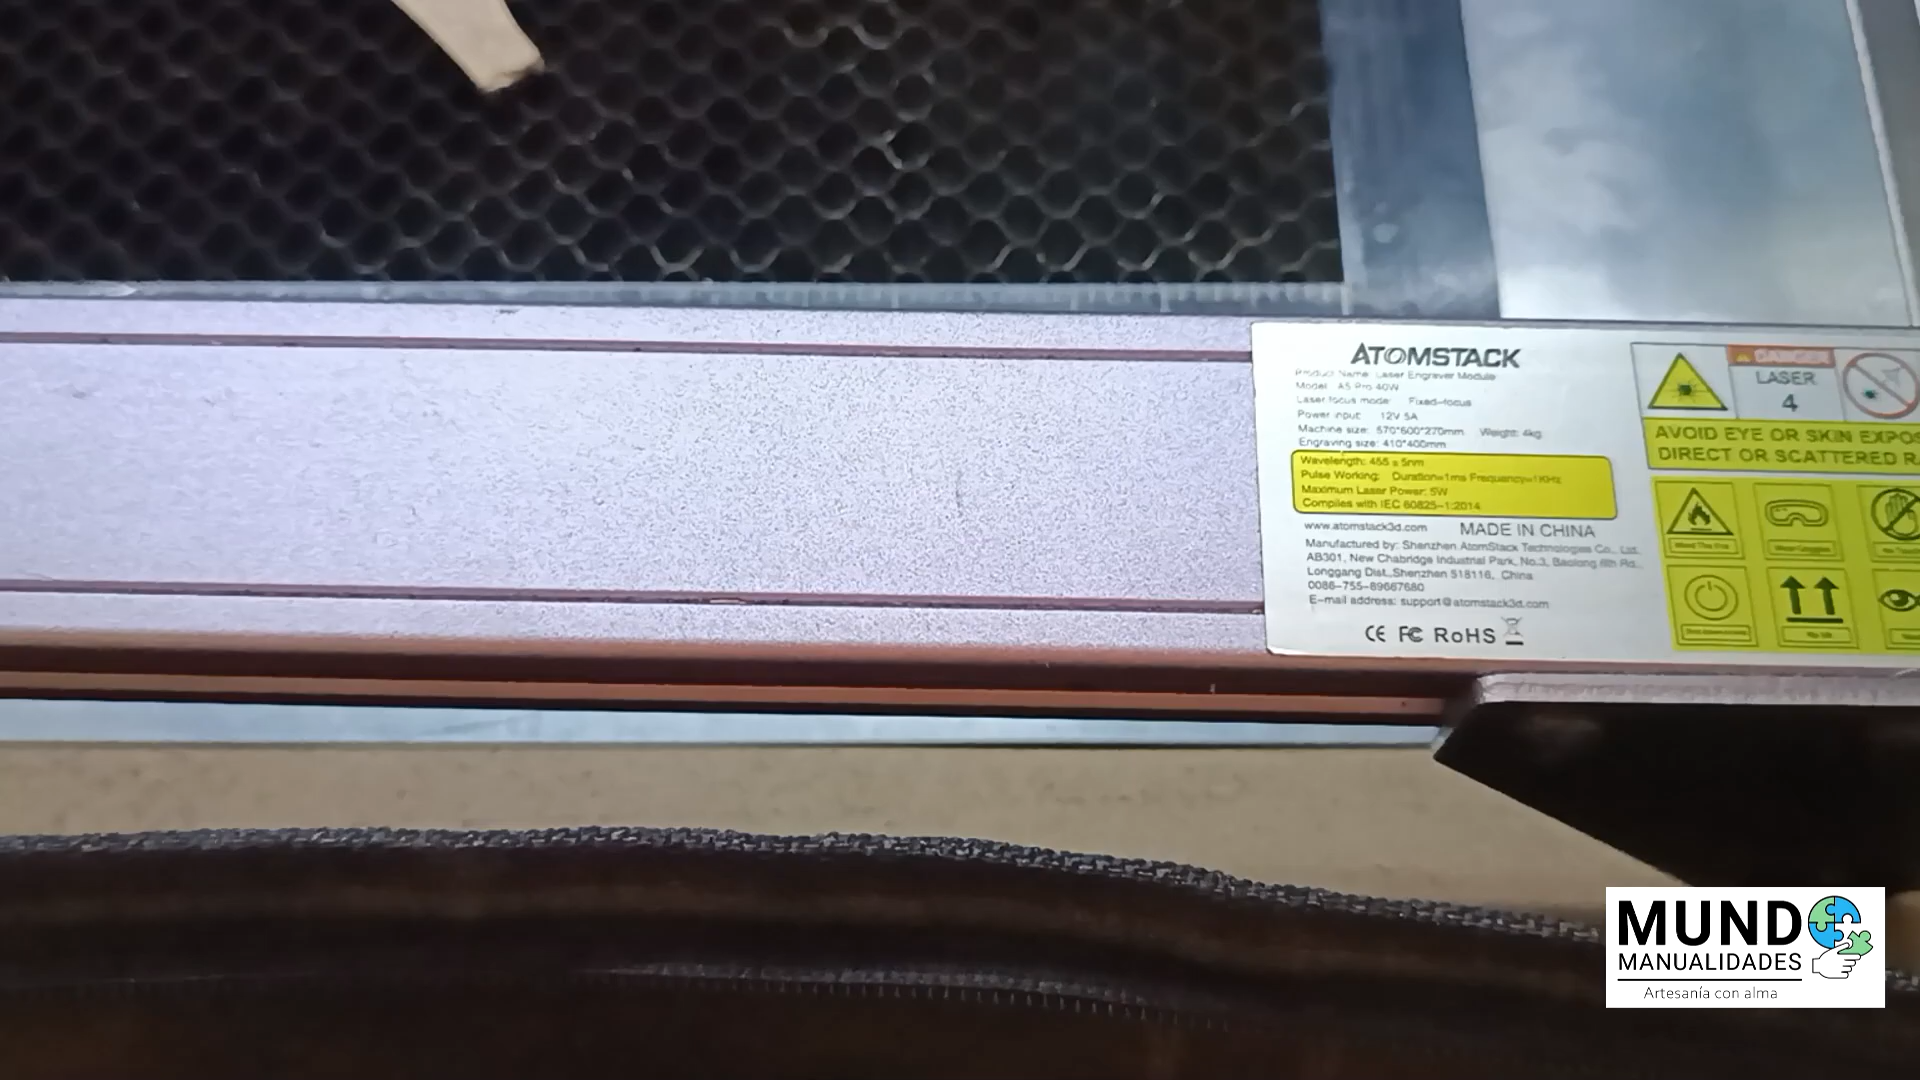 ATOMSTACK
Product Name: Laser Engraver Module
Model: A5 Pro 40W
Laser focus mode: Fixed-focus
Power input: 12V 5A
Machine size: 570*600*270mm Weight: 4kg
Engraving size: 410*400mm
Wavelength: 455 ± 5nm
Pulse Working: Duration=1ms Frequency=1KHz
Maximum Laser Power: 5W
Complies with IEC 60825-1:2014
www.atomstack3d.com MADE IN CHINA
Manufactured by: Shenzhen AtomStack Technologies Co., Ltd.
AB301, New Chabridge Industrial Park, No.3, Baolong 6th Rd.,
Longgang Dist.,Shenzhen 518116, China
0086-755-89667680
E-mail address: support@atomstack3d.com
CE FC RoHS
DANGER
LASER
4
AVOID EYE OR SKIN EXPOS
DIRECT OR SCATTERED RA
MUNDO
MANUALIDADES
Artesanía con alma